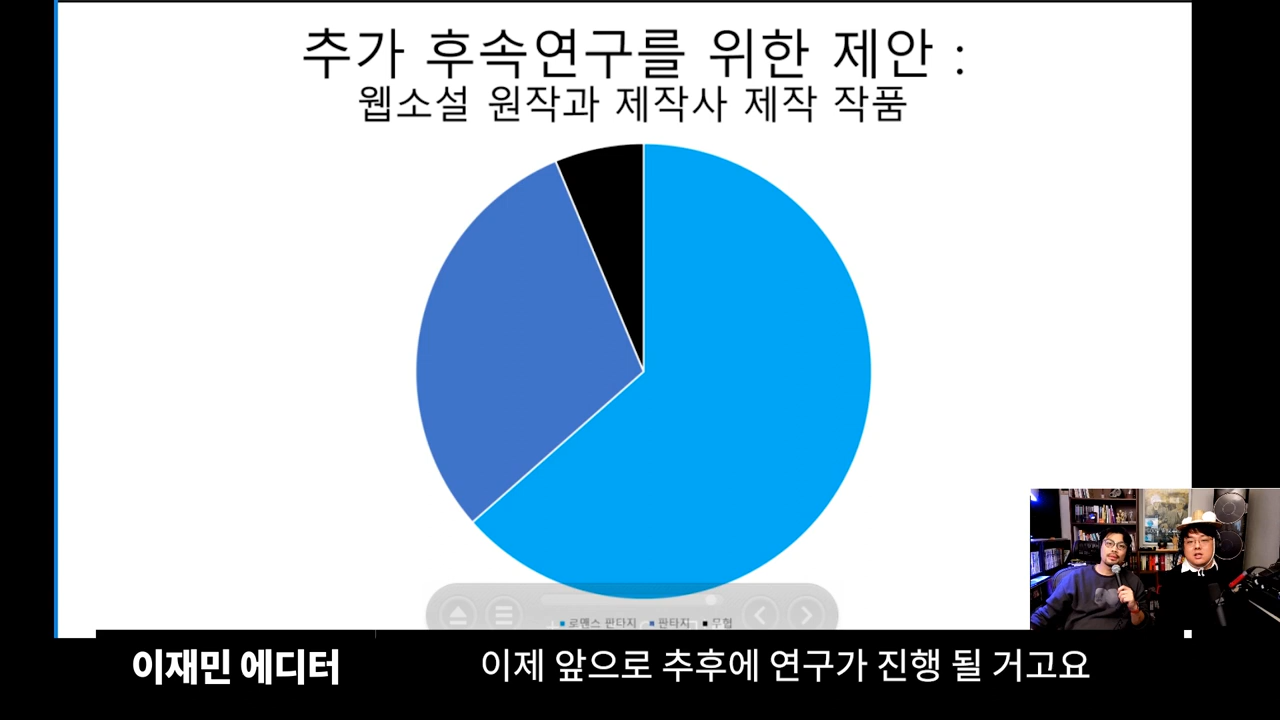 추가 후속연구를 위한 제안 :
웹소설 원작과 제작사 제작 작품
로맨스 판타지 판타지 무협
이재민 에디터
이제 앞으로 추후에 연구가 진행 될 거고요